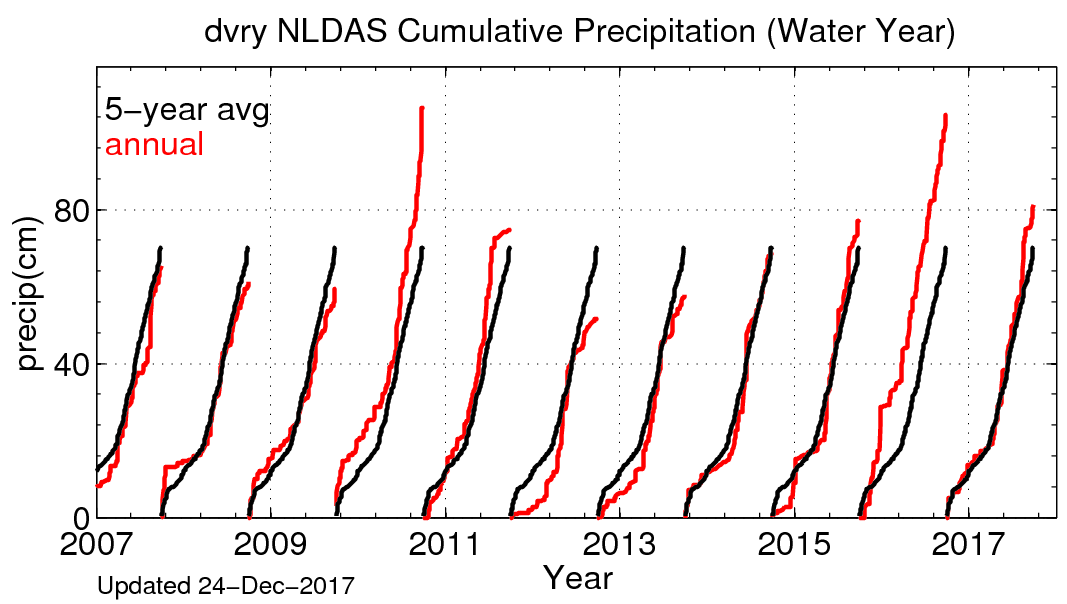 dvry NLDAS Cumulative Precipitation (Water Year)
5−year avg
annual
precip(cm)
80
40
0
2007 2009 2011 2013 2015 2017
Year
Updated 24−Dec−2017